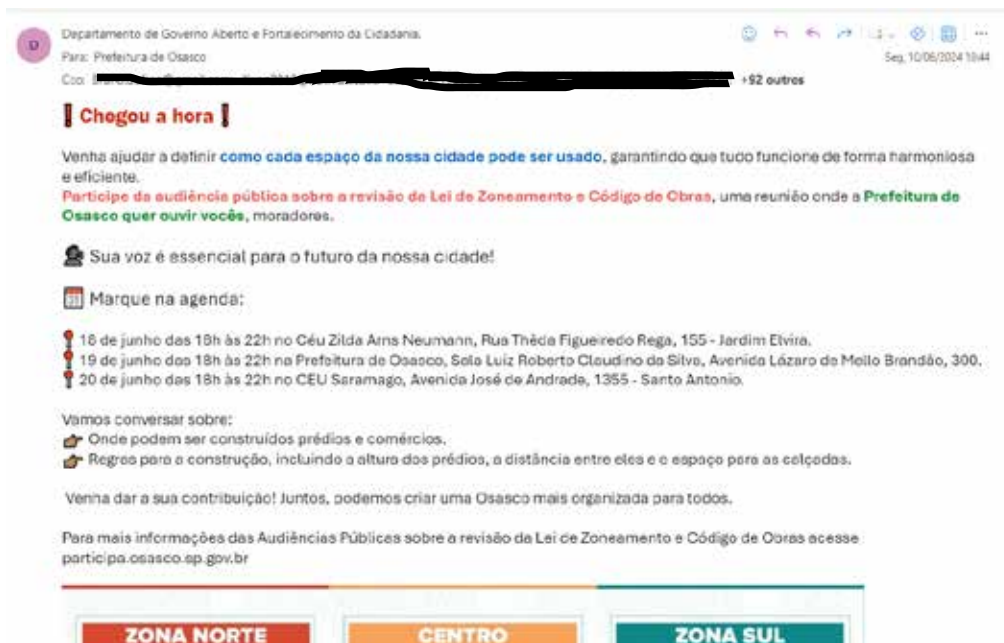 D
Departamento de Governo Aberto e Fortalecimento da Cidadania.
Para: Prefeitura de Osasco
Seg, 10/06/2024 10:44
Cco:
+92 outros
Chegou a hora
Venha ajudar a definir como cada espaço da nossa cidade pode ser usado, garantindo que tudo funcione de forma harmoniosa
e eficiente.
Participe da audiência pública sobre a revisão da Lei de Zoneamento e Código de Obras, uma reunião onde a Prefeitura de
Osasco quer ouvir vocês, moradores.
Sua voz é essencial para o futuro da nossa cidade!
Marque na agenda:
18 de junho das 18h às 22h no Céu Zilda Arns Neumann, Rua Thêda Figueiredo Rega, 155 - Jardim Elvira.
19 de junho das 18h às 22h na Prefeitura de Osasco, Sala Luiz Roberto Claudino da Silva, Avenida Lázaro de Mello Brandão, 300.
20 de junho das 18h às 22h no CEU Saramago, Avenida José de Andrade, 1355 - Santo Antonio.
Vamos conversar sobre:
Onde podem ser construídos prédios e comércios.
Regras para a construção, incluindo a altura dos prédios, a distância entre eles e o espaço para as calçadas.
Venha dar a sua contribuição! Juntos, podemos criar uma Osasco mais organizada para todos.
Para mais informações das Audiências Públicas sobre a revisão da Lei de Zoneamento e Código de Obras acesse
participa.osasco.sp.gov.br
ZONA NORTE
CENTRO
ZONA SUL